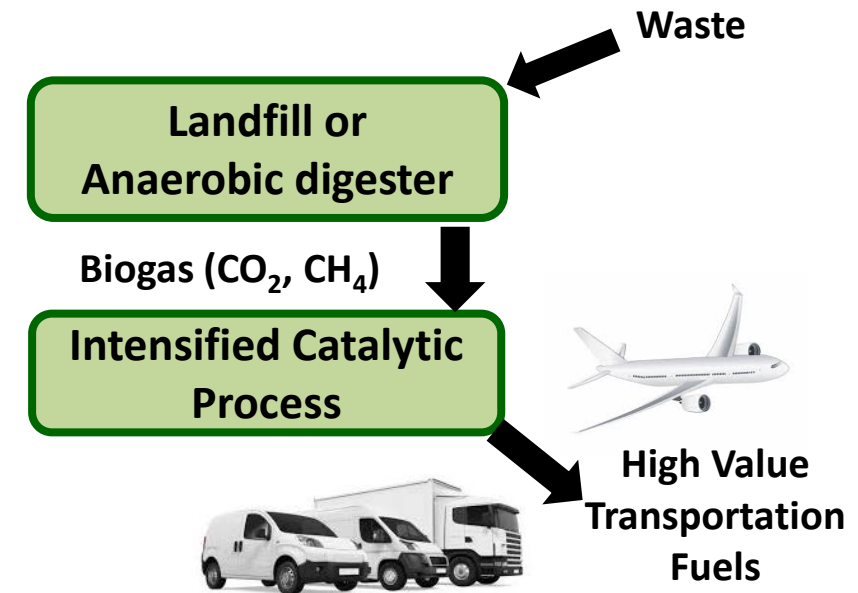 Waste
Landfill or
Anaerobic digester
Biogas (CO₂, CH₄)
Intensified Catalytic
Process
High Value
Transportation
Fuels